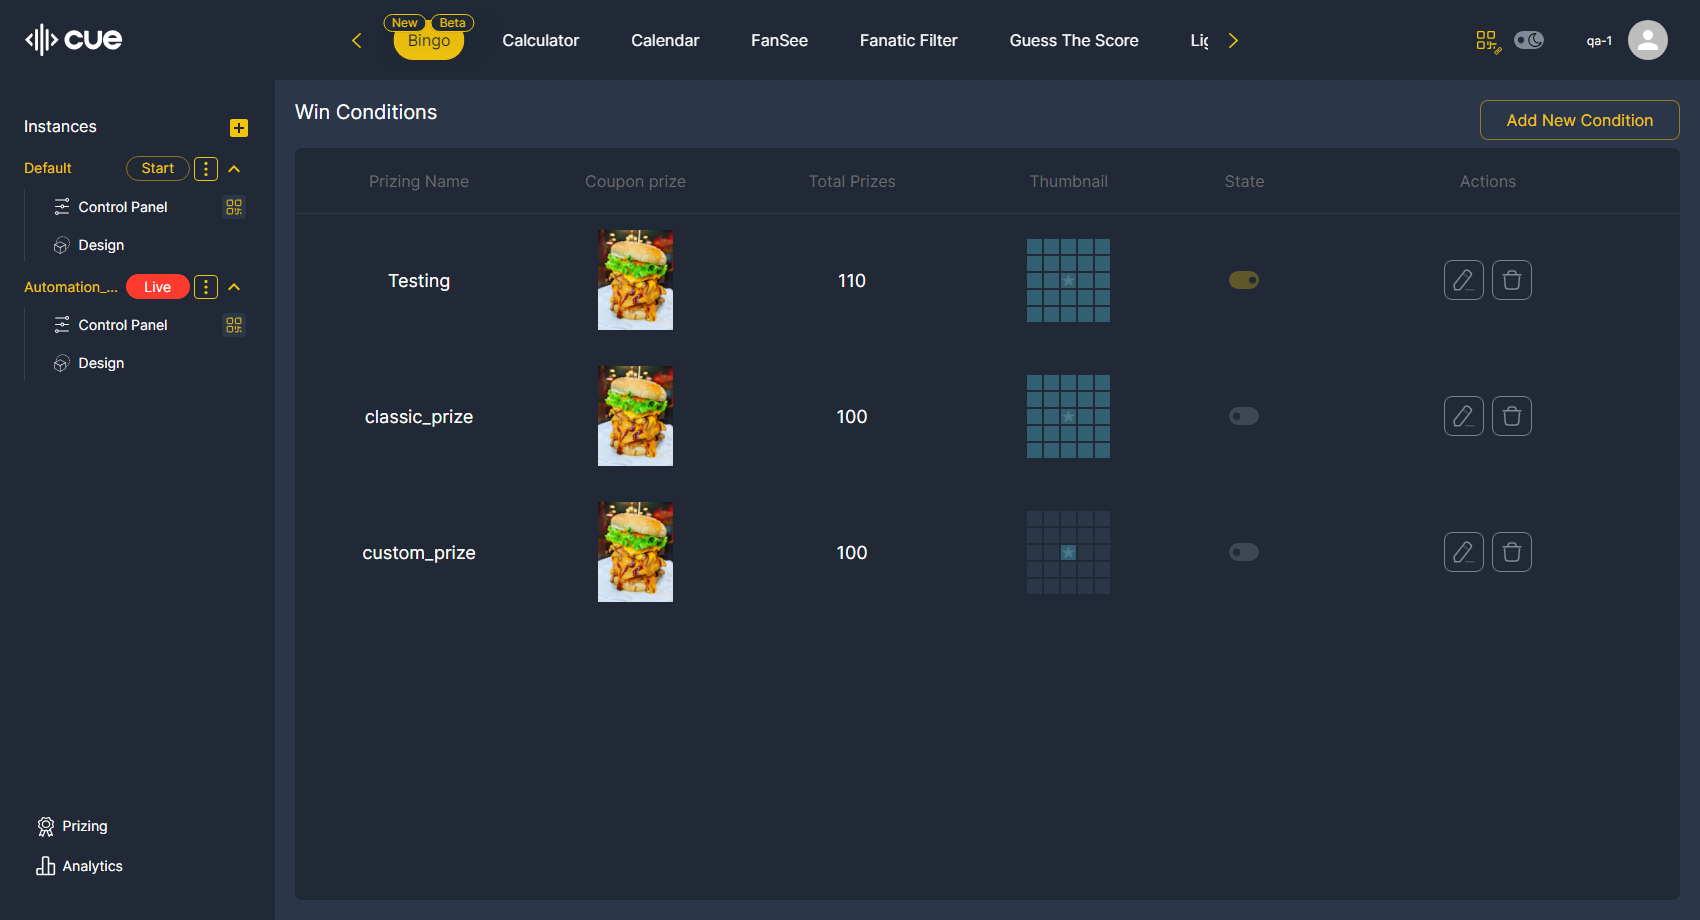 cue
New Beta
Bingo Calculator Calendar FanSee Fanatic Filter Guess The Score
qa-1
Instances
Default Start
Control Panel
Design
Automation_... Live
Control Panel
Design
Prizing
Analytics
Win Conditions
Add New Condition
Prizing Name Coupon prize Total Prizes Thumbnail State Actions
Testing 110
classic_prize 100
custom_prize 100